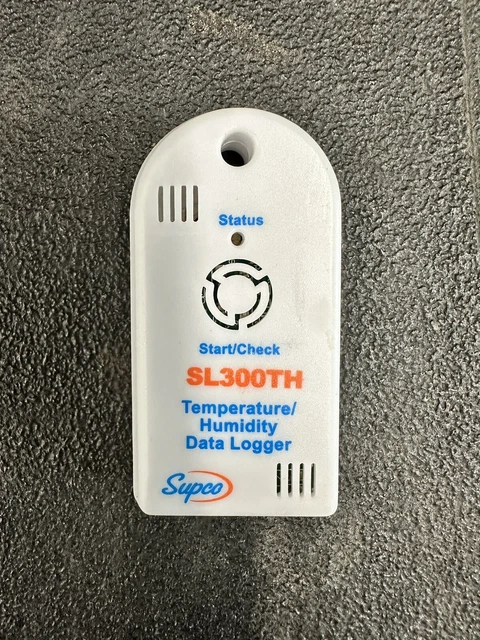 Status
Start/Check
SL300TH
Temperature/
Humidity
Data Logger
Supco